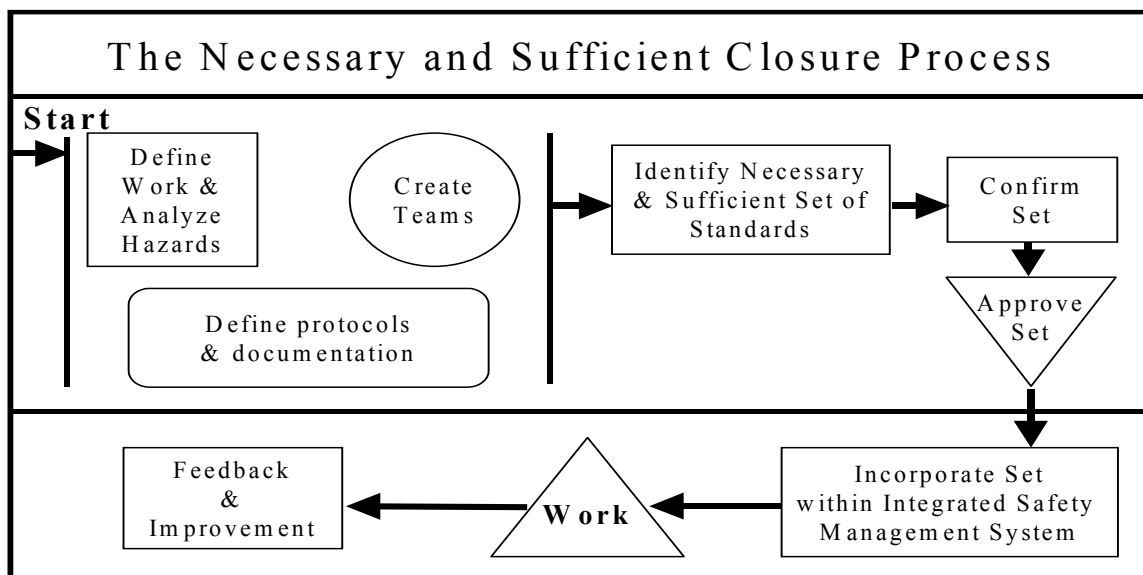 The Necessary and Sufficient Closure Process
Start
Define
Work &
Analyze
Hazards
Create
Teams
Define protocols
& documentation
Identify Necessary
& Sufficient Set of
Standards
Confirm
Set
Approve
Set
Incorporate Set
within Integrated Safety
Management System
Work
Feedback
&
Improvement